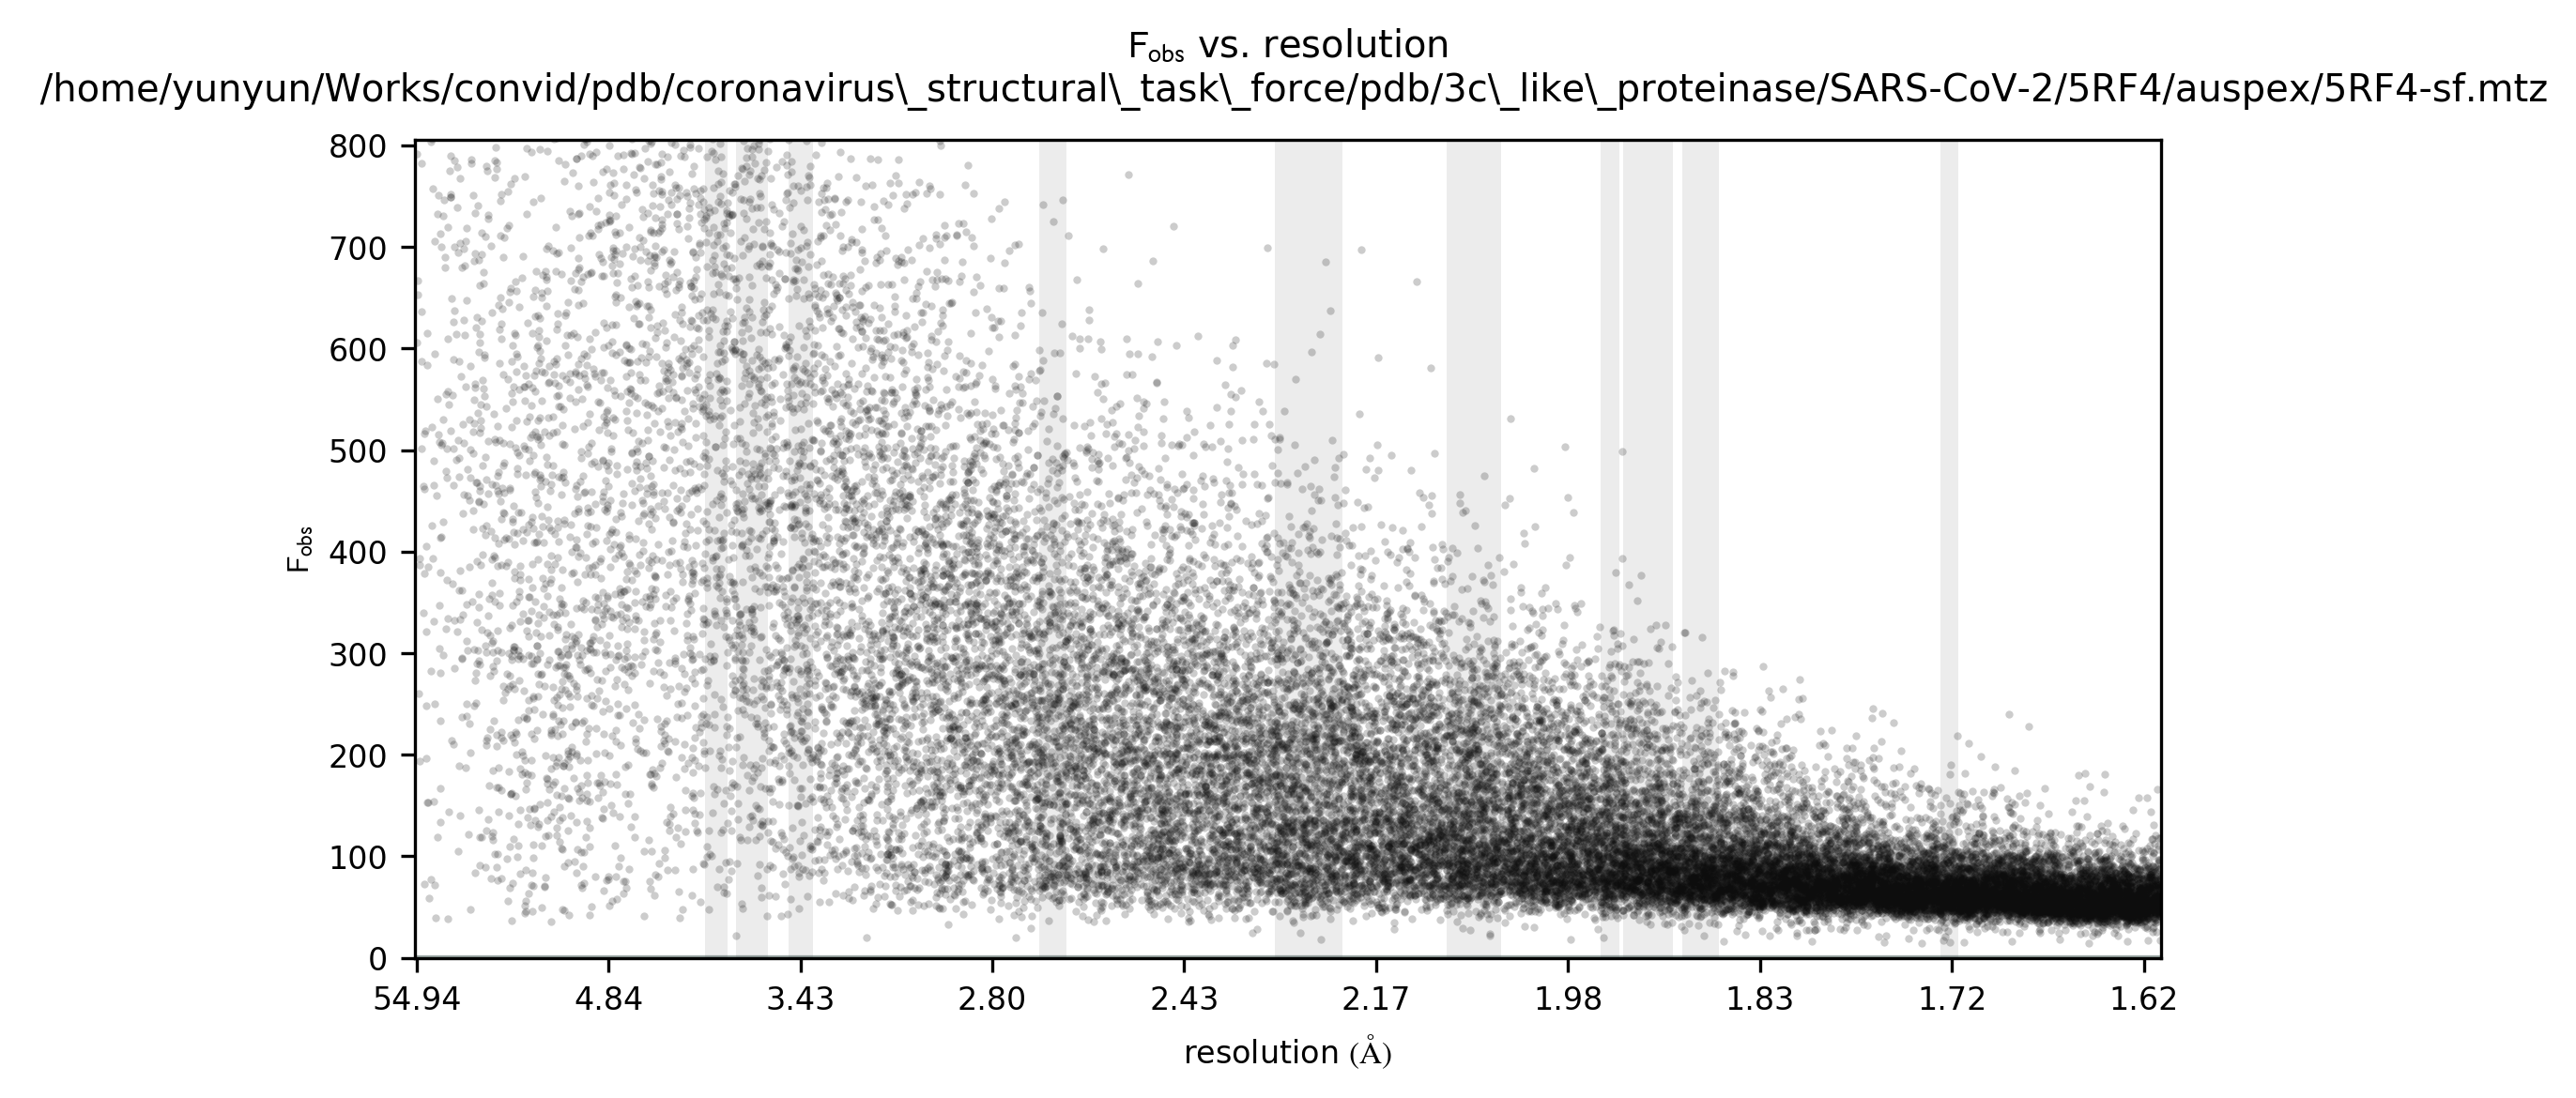 Fobs vs. resolution
/home/yunyun/Works/convid/pdb/coronavirus\_structural\_task\_force/pdb/3c\_like\_proteinase/SARS-CoV-2/5RF4/auspex/5RF4-sf.mtz
800
700
600
500
400
300
200
100
0
Fobs
54.94 4.84 3.43 2.80 2.43 2.17 1.98 1.83 1.72 1.62
resolution (Å)